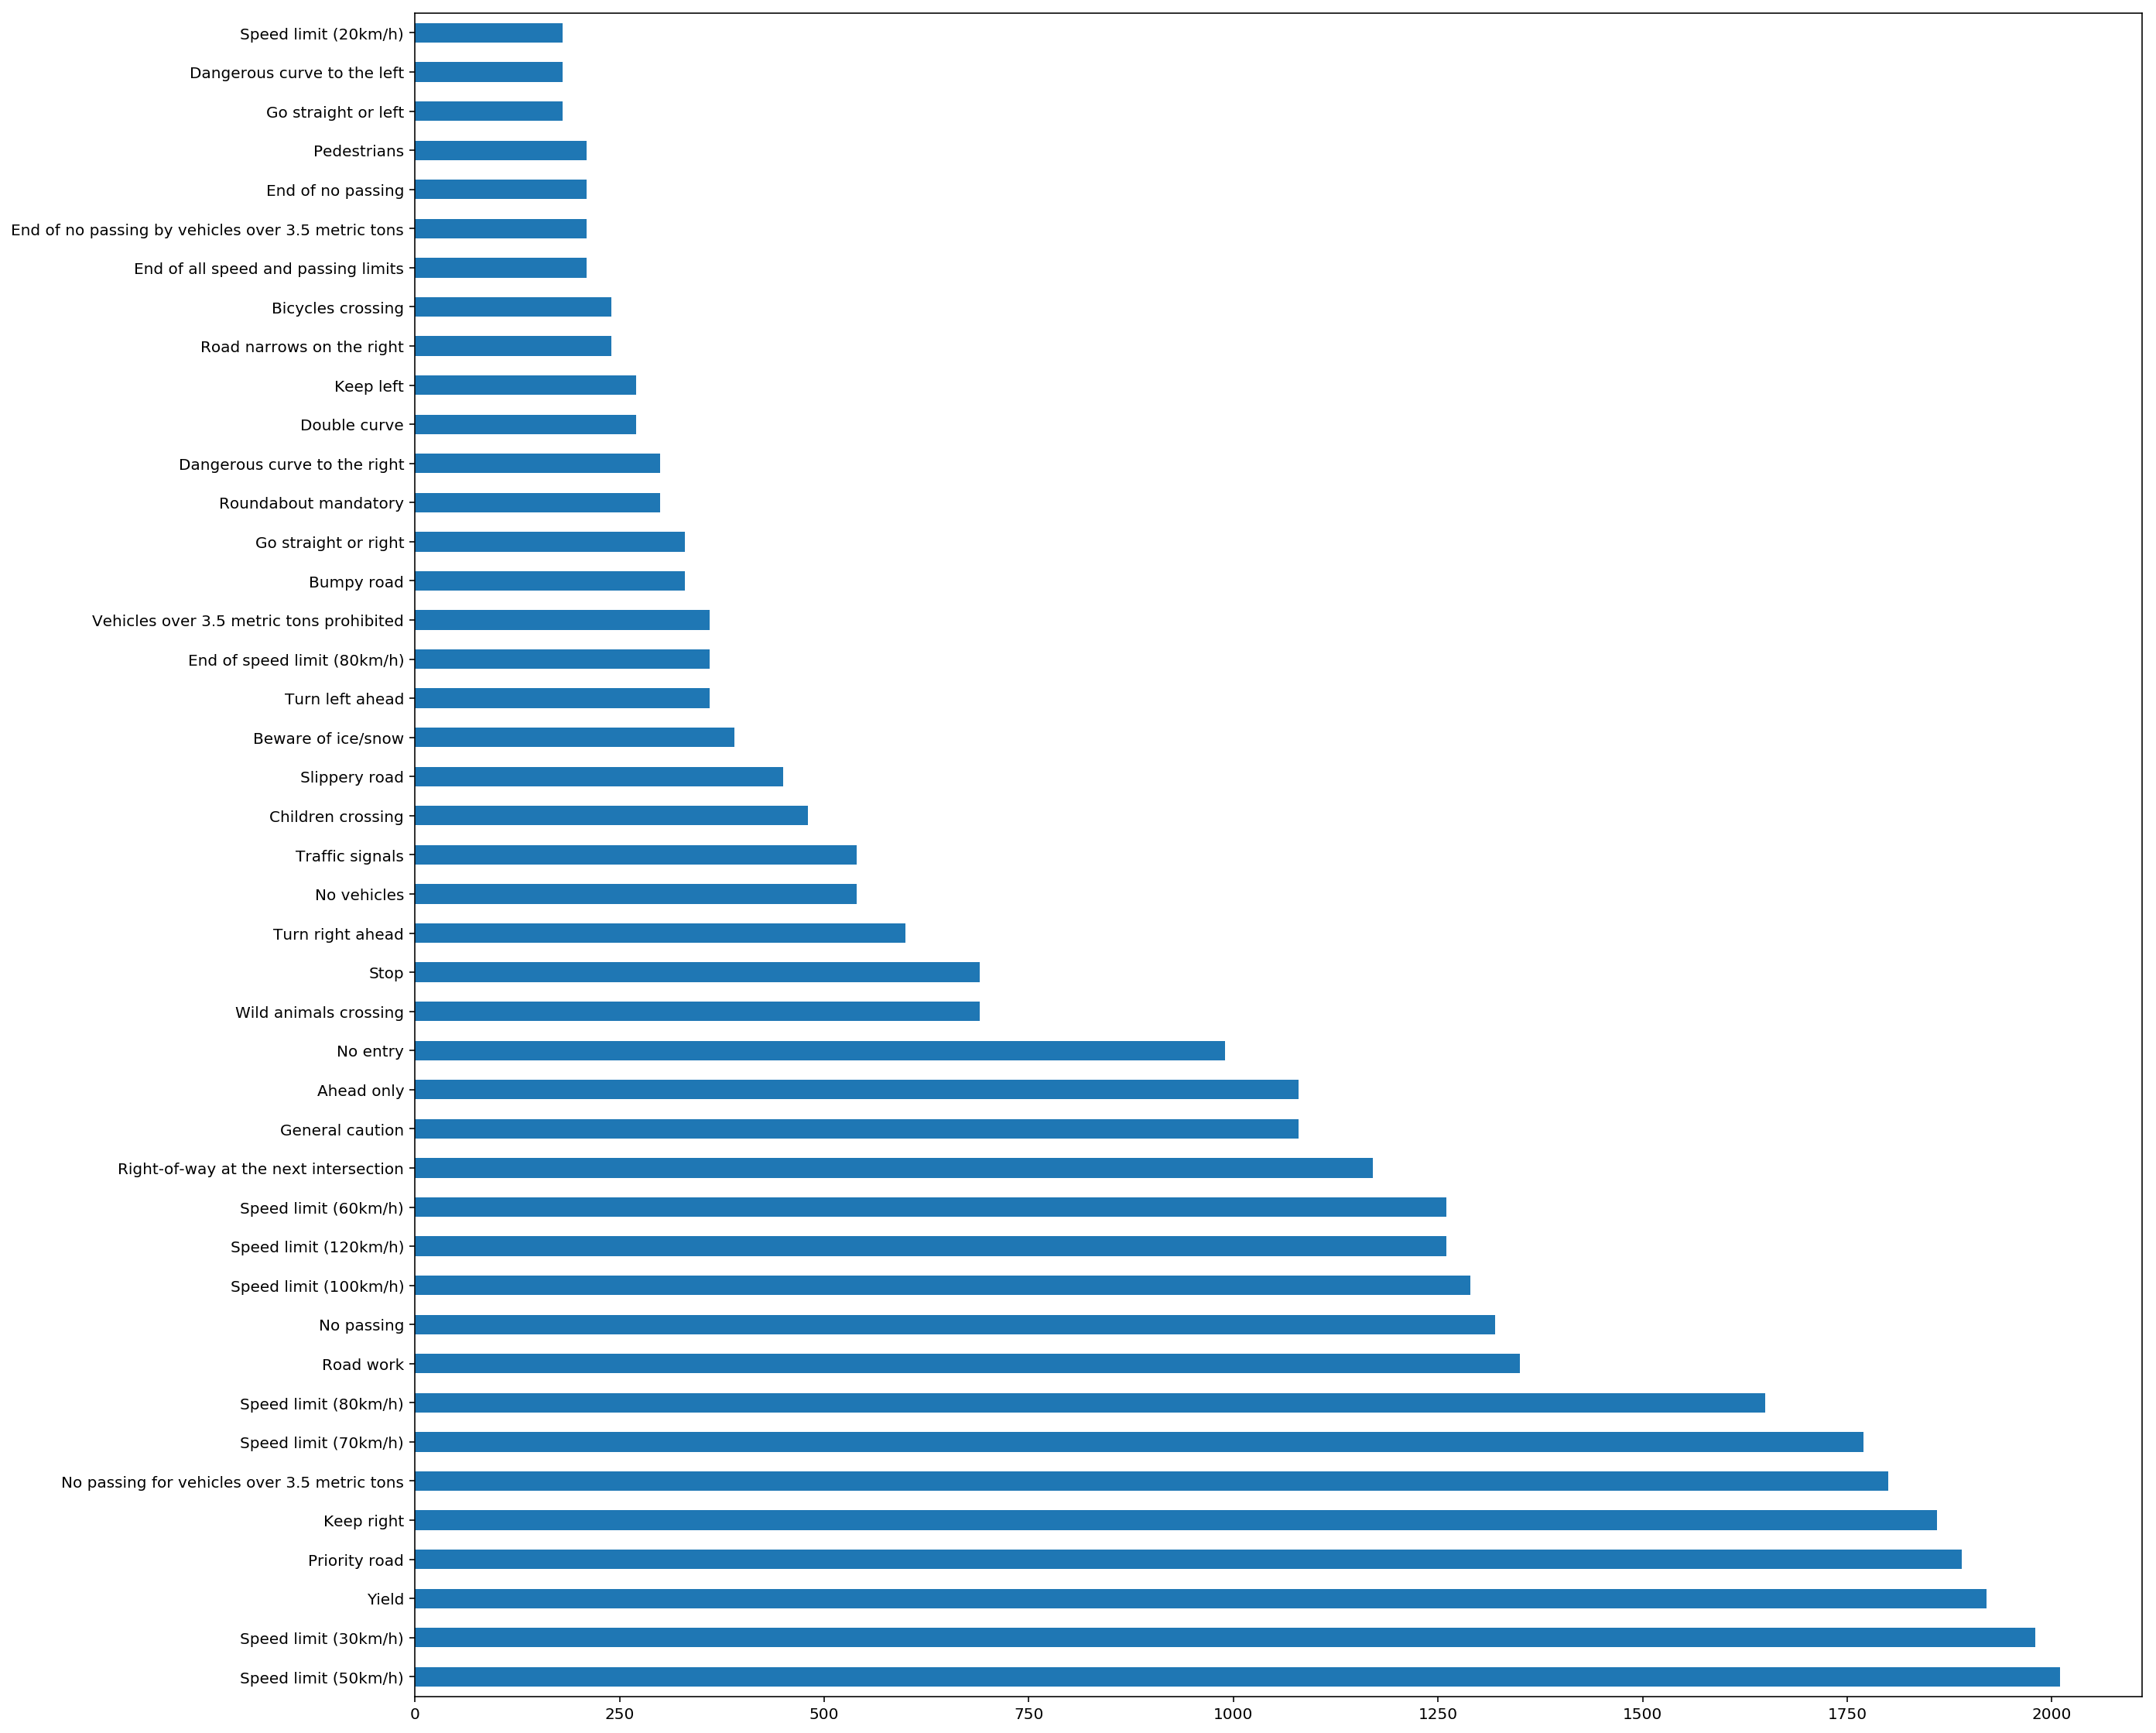 Speed limit (20km/h)
Dangerous curve to the left
Go straight or left
Pedestrians
End of no passing
End of no passing by vehicles over 3.5 metric tons
End of all speed and passing limits
Bicycles crossing
Road narrows on the right
Keep left
Double curve
Dangerous curve to the right
Roundabout mandatory
Go straight or right
Bumpy road
Vehicles over 3.5 metric tons prohibited
End of speed limit (80km/h)
Turn left ahead
Beware of ice/snow
Slippery road
Children crossing
Traffic signals
No vehicles
Turn right ahead
Stop
Wild animals crossing
No entry
Ahead only
General caution
Right-of-way at the next intersection
Speed limit (60km/h)
Speed limit (120km/h)
Speed limit (100km/h)
No passing
Road work
Speed limit (80km/h)
Speed limit (70km/h)
No passing for vehicles over 3.5 metric tons
Keep right
Priority road
Yield
Speed limit (30km/h)
Speed limit (50km/h)
0 250 500 750 1000 1250 1500 1750 2000